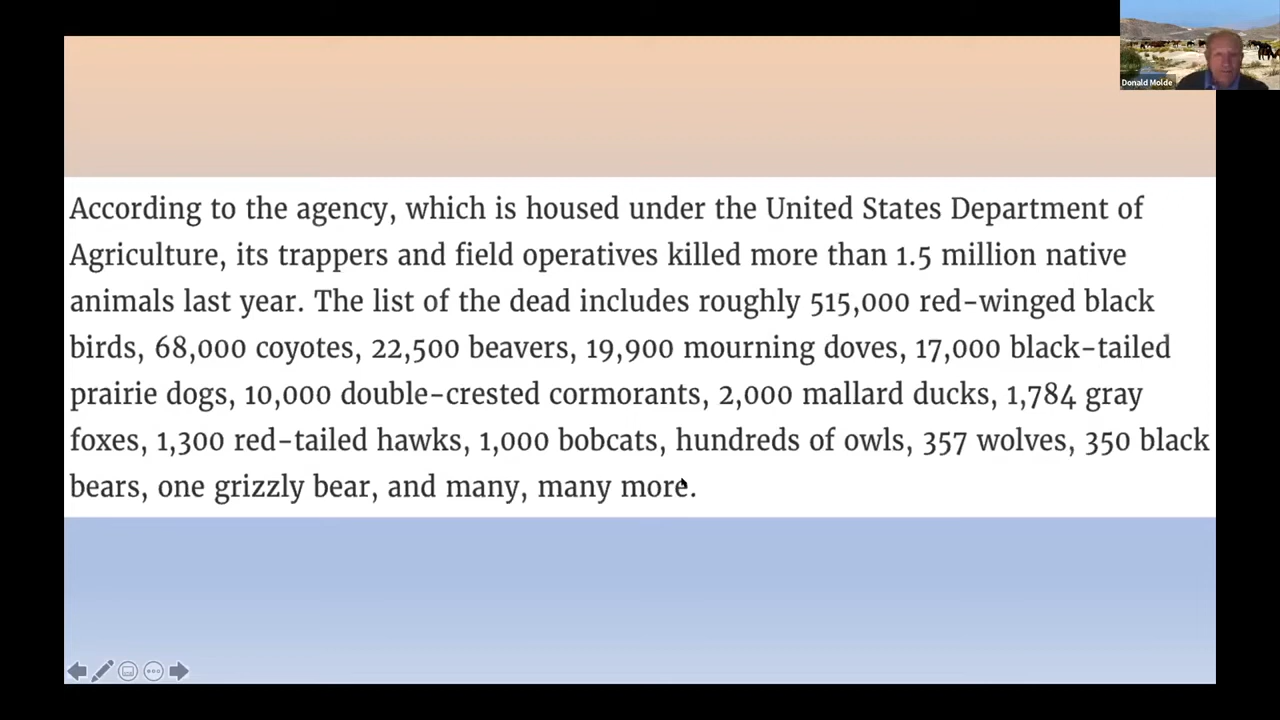 Donald Molde
According to the agency, which is housed under the United States Department of
Agriculture, its trappers and field operatives killed more than 1.5 million native
animals last year. The list of the dead includes roughly 515,000 red-winged black
birds, 68,000 coyotes, 22,500 beavers, 19,900 mourning doves, 17,000 black-tailed
prairie dogs, 10,000 double-crested cormorants, 2,000 mallard ducks, 1,784 gray
foxes, 1,300 red-tailed hawks, 1,000 bobcats, hundreds of owls, 357 wolves, 350 black
bears, one grizzly bear, and many, many more.